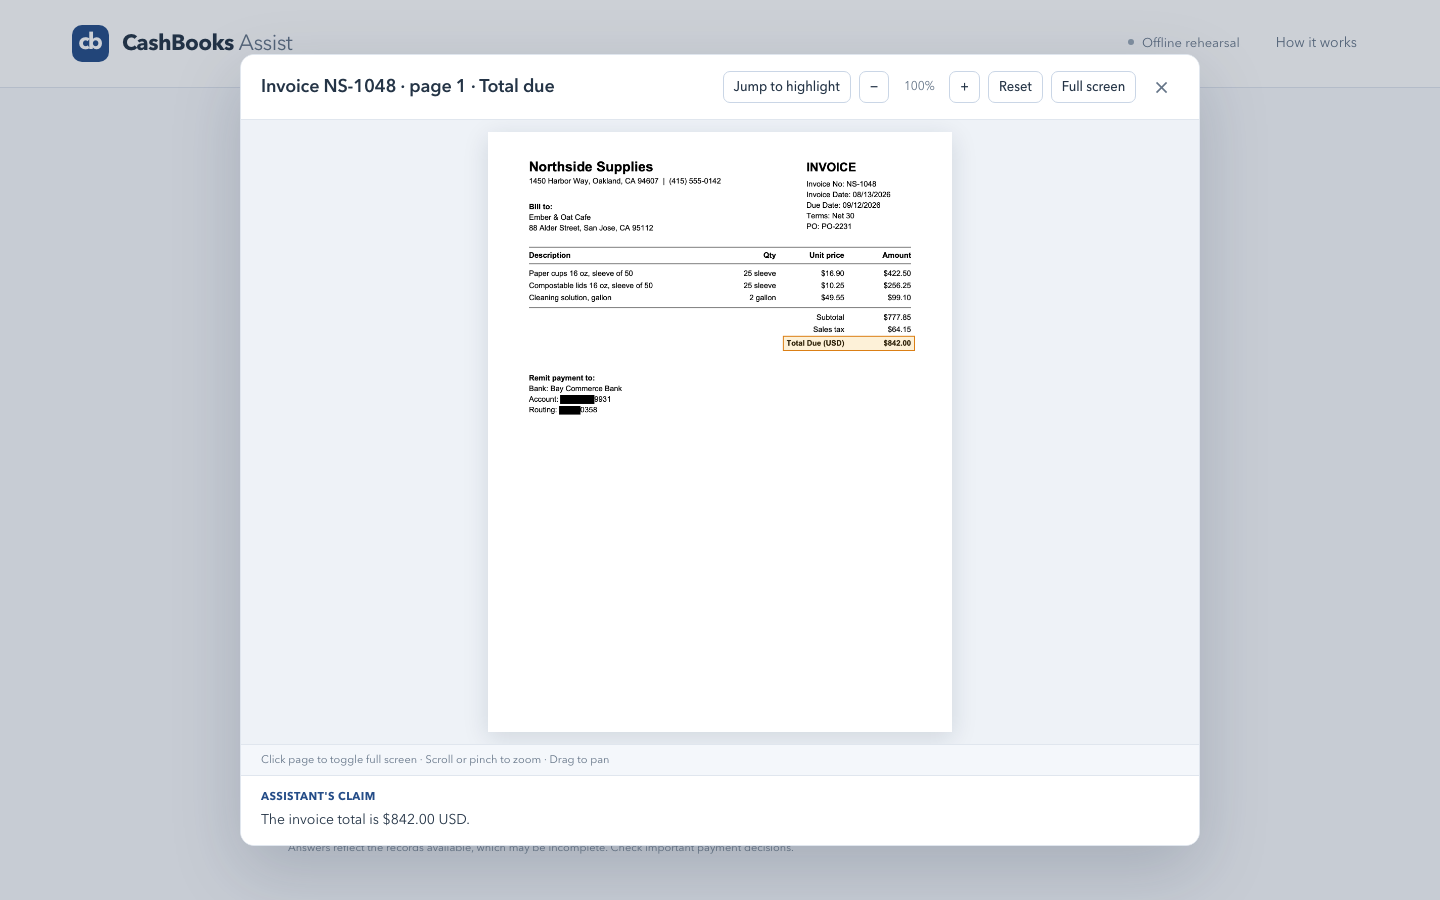 cb CashBooks Assist
Offline rehearsal
How it works
Invoice NS-1048 · page 1 · Total due
Jump to highlight
−
100%
+
Reset
Full screen
×
Northside Supplies
1450 Harbor Way, Oakland, CA 94607 | (415) 555-0142
INVOICE
Invoice No: NS-1048
Invoice Date: 08/13/2026
Due Date: 09/12/2026
Terms: Net 30
PO: PO-2231
Bill to:
Ember & Oat Cafe
88 Alder Street, San Jose, CA 95112
Description Qty Unit price Amount
Paper cups 16 oz, sleeve of 50 25 sleeve $16.90 $422.50
Compostable lids 16 oz, sleeve of 50 25 sleeve $10.25 $256.25
Cleaning solution, gallon 2 gallon $49.55 $99.10
Subtotal $777.85
Sales tax $64.15
Total Due (USD) $842.00
Remit payment to:
Bank: Bay Commerce Bank
Account: 9931
Routing: 0358
Click page to toggle full screen · Scroll or pinch to zoom · Drag to pan
ASSISTANT'S CLAIM
The invoice total is $842.00 USD.
Answers reflect the records available, which may be incomplete. Check important payment decisions.